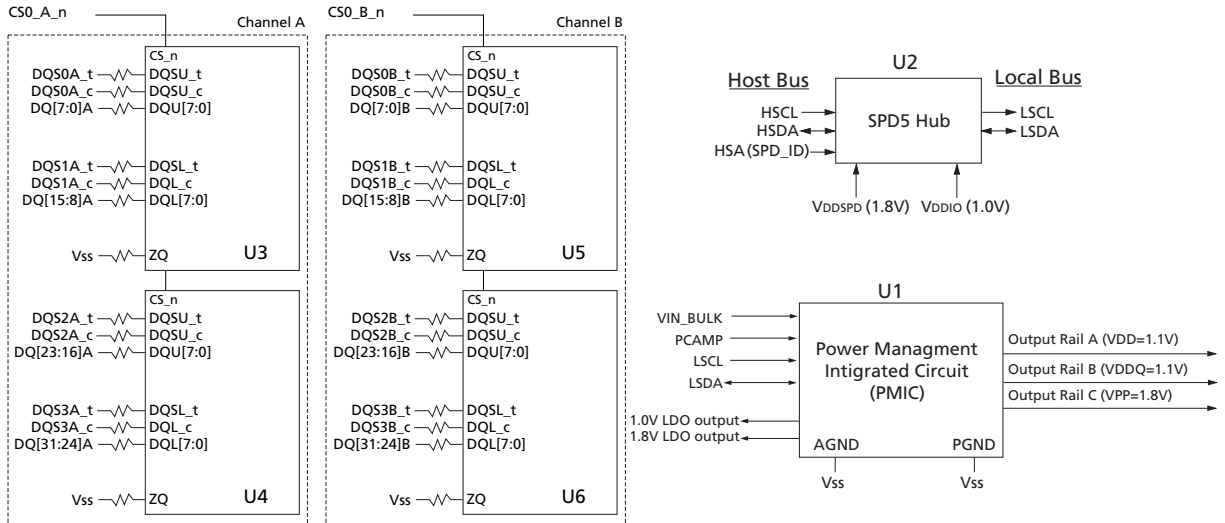 CS0_A_n
Channel A
CS_n
DQS0A_t DQSU_t
DQS0A_c DQSU_c
DQ[7:0]A DQU[7:0]
DQS1A_t DQSL_t
DQS1A_c DQL_c
DQ[15:8]A DQL[7:0]
Vss ZQ
U3
CS_n
DQS2A_t DQSU_t
DQS2A_c DQSU_c
DQ[23:16]A DQU[7:0]
DQS3A_t DQSL_t
DQS3A_c DQL_c
DQ[31:24]A DQL[7:0]
Vss ZQ
U4
CS0_B_n
Channel B
CS_n
DQS0B_t DQSU_t
DQS0B_c DQSU_c
DQ[7:0]B DQU[7:0]
DQS1B_t DQSL_t
DQS1B_c DQL_c
DQ[15:8]B DQL[7:0]
Vss ZQ
U5
CS_n
DQS2B_t DQSU_t
DQS2B_c DQSU_c
DQ[23:16]B DQU[7:0]
DQS3B_t DQSL_t
DQS3B_c DQL_c
DQ[31:24]B DQL[7:0]
Vss ZQ
U6
U2
Host Bus
Local Bus
HSCL
HSDA
HSA (SPD_ID)
SPD5 Hub
LSCL
LSDA
VDDSPD (1.8V)
VDDIO (1.0V)
U1
VIN_BULK
PCAMP
LSCL
LSDA
1.0V LDO output
1.8V LDO output
Power Managment
Intigrated Circuit
(PMIC)
AGND
PGND
Vss
Vss
Output Rail A (VDD=1.1V)
Output Rail B (VDDQ=1.1V)
Output Rail C (VPP=1.8V)